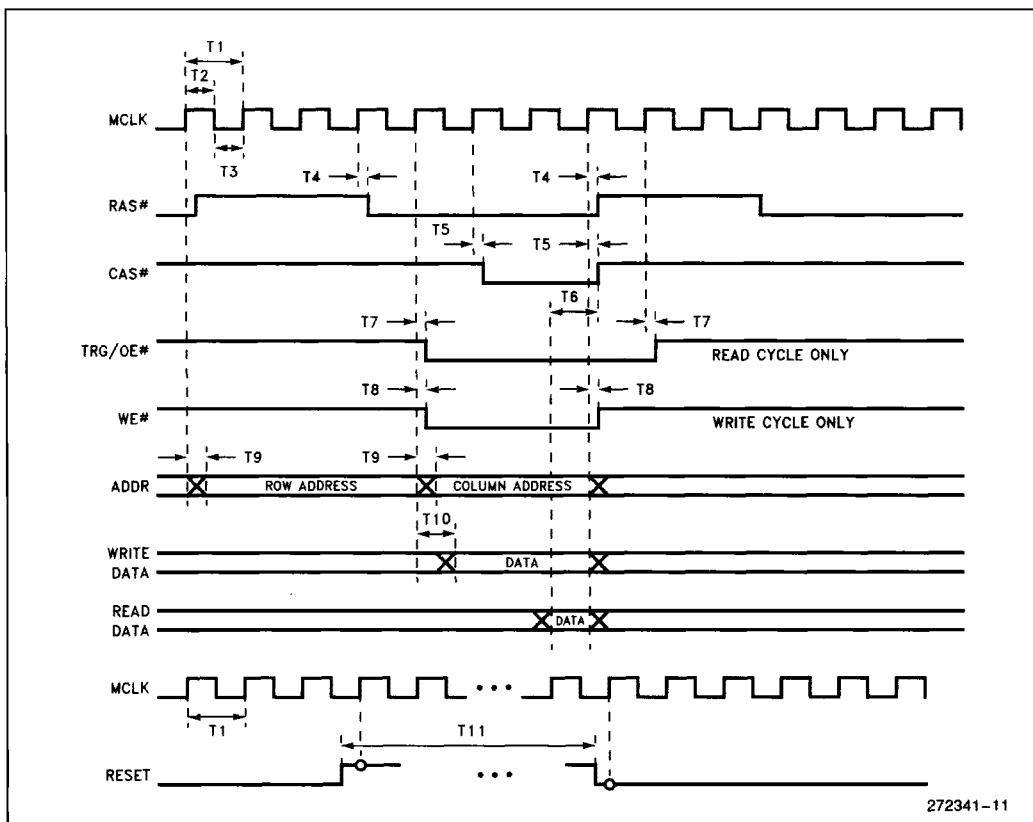 T1
T2
MCLK
T3
T4 T4
RAS#
T5 T5
CAS#
T6
T7 T7
TRG/OE# READ CYCLE ONLY
T8 T8
WE# WRITE CYCLE ONLY
T9 T9
ADDR ROW ADDRESS COLUMN ADDRESS
T10
WRITE
DATA DATA
READ
DATA DATA
MCLK
T1 T11
RESET
272341-11